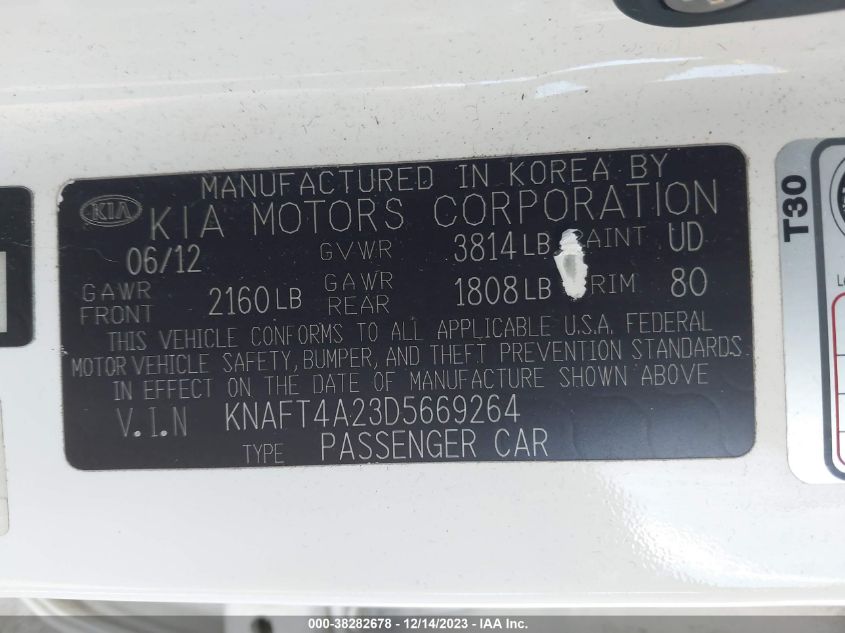 MANUFACTURED IN KOREA BY
KIA KIA MOTORS CORPORATION
06/12 GVWR 3814 LB AINT UD
GAWR FRONT 2160 LB GAWR REAR 1808 LB RIM 80
THIS VEHICLE CONFORMS TO ALL APPLICABLE U.S.A. FEDERAL
MOTOR VEHICLE SAFETY, BUMPER, AND THEFT PREVENTION STANDARDS
IN EFFECT ON THE DATE OF MANUFACTURE SHOWN ABOVE
V.I.N KNAFT4A23D5669264
TYPE PASSENGER CAR
T30
000-38282678 - 12/14/2023 - IAA Inc.